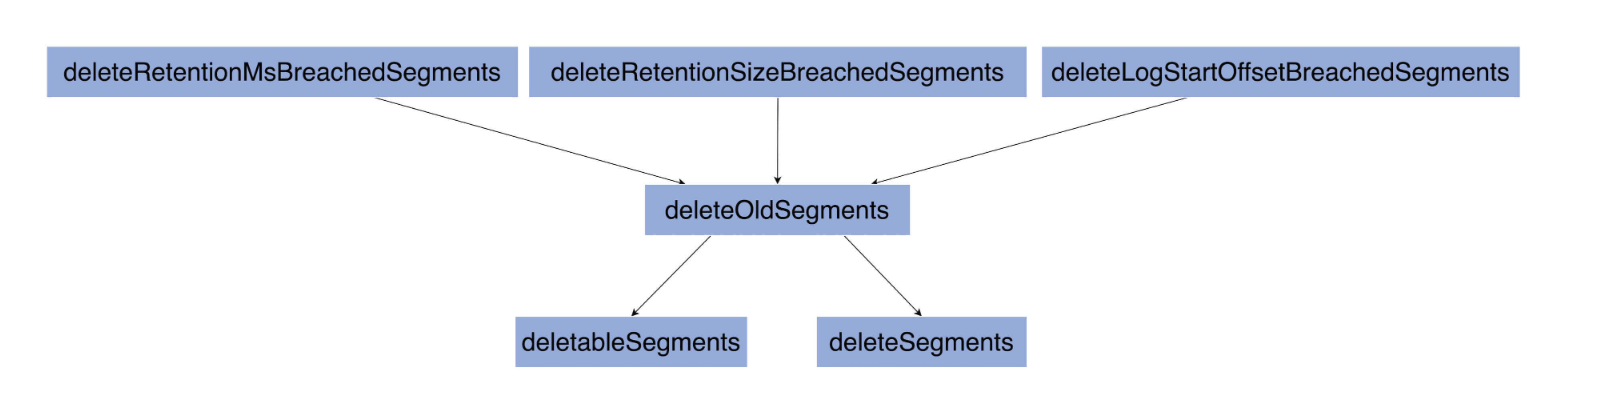 deleteRetentionMsBreachedSegments
deleteRetentionSizeBreachedSegments
deleteLogStartOffsetBreachedSegments
deleteOldSegments
deletableSegments
deleteSegments